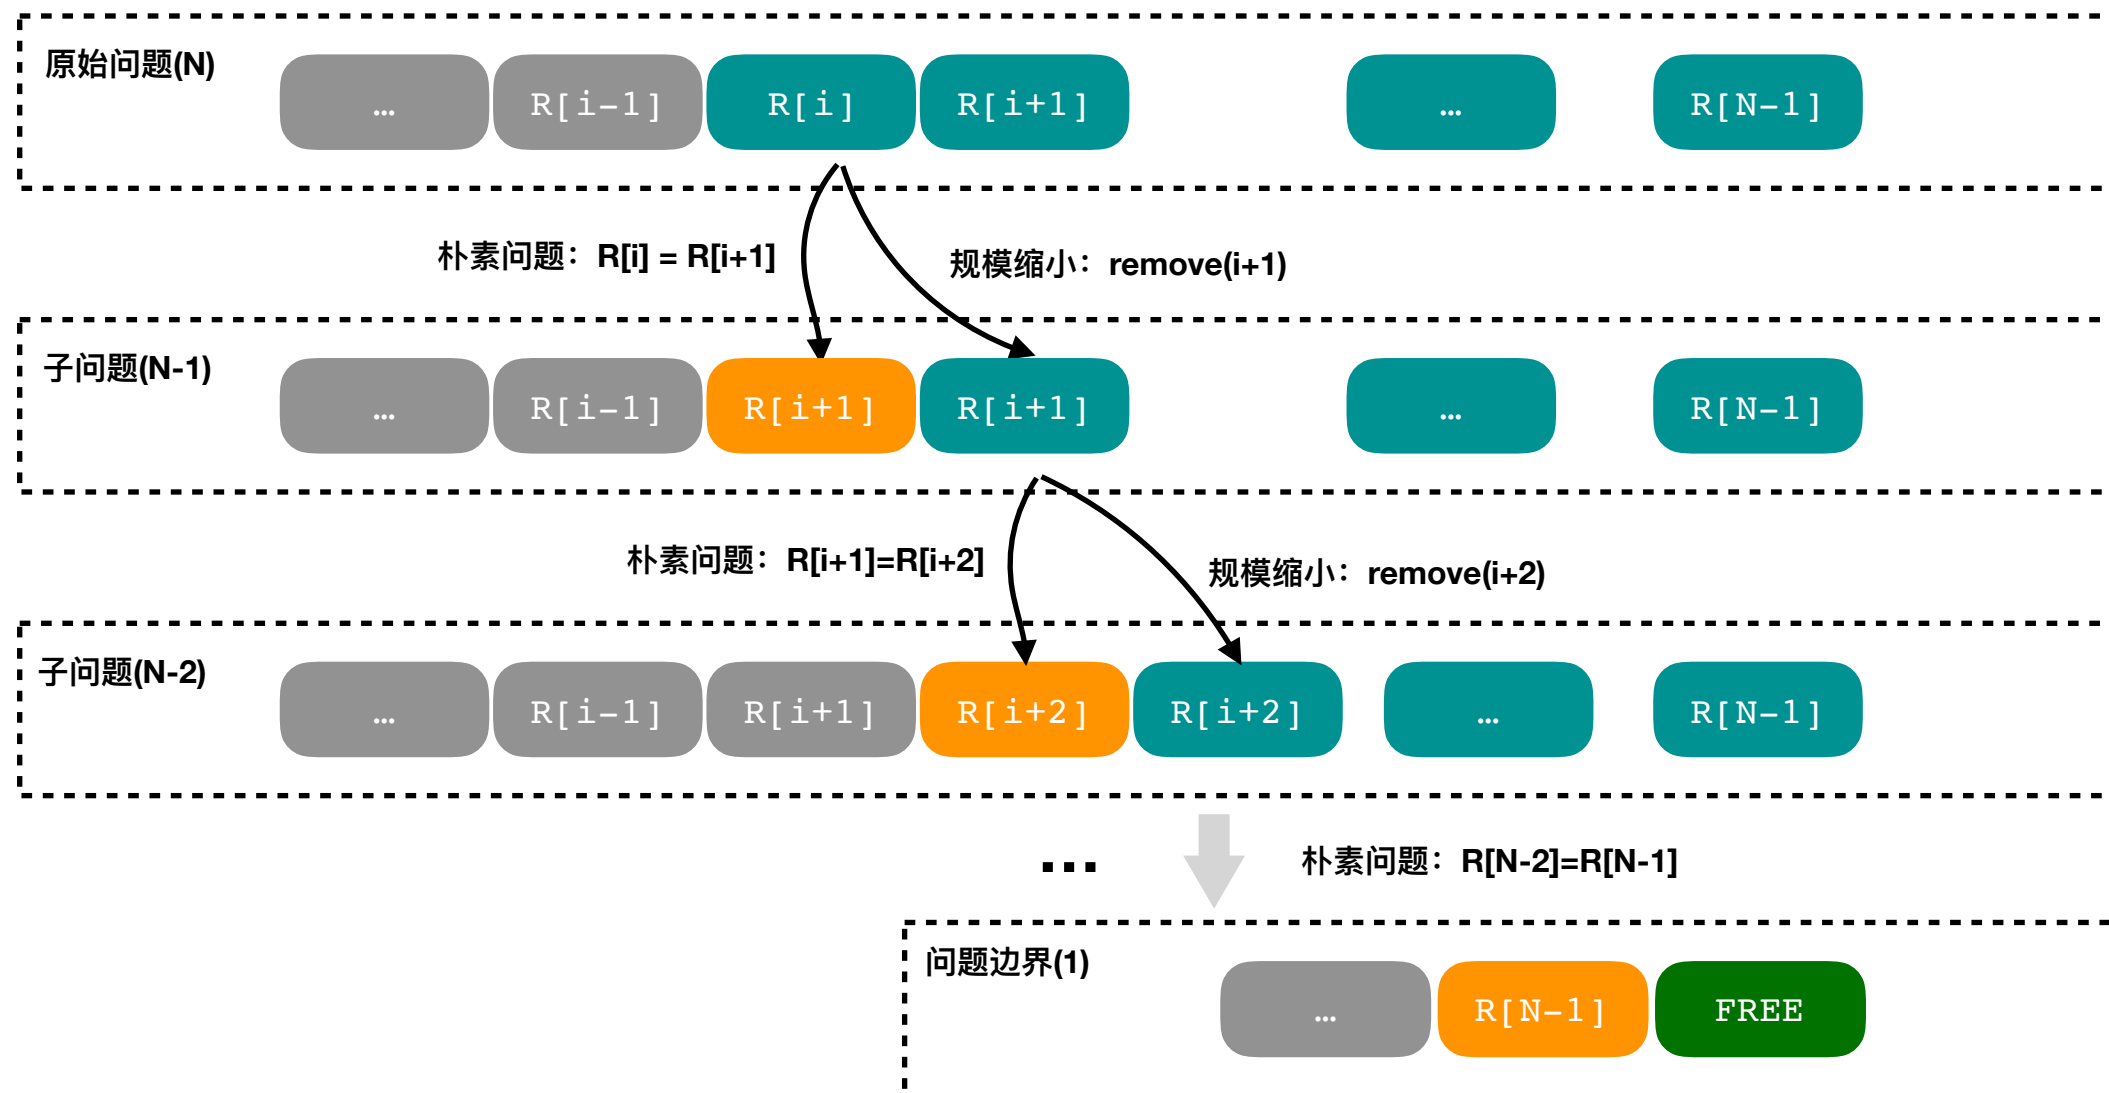 原始问题(N)
… R[i-1] R[i] R[i+1] … R[N-1]
朴素问题：R[i] = R[i+1]
规模缩小：remove(i+1)
子问题(N-1)
… R[i-1] R[i+1] R[i+1] … R[N-1]
朴素问题：R[i+1]=R[i+2]
规模缩小：remove(i+2)
子问题(N-2)
… R[i-1] R[i+1] R[i+2] R[i+2] … R[N-1]
… 朴素问题：R[N-2]=R[N-1]
问题边界(1)
… R[N-1] FREE